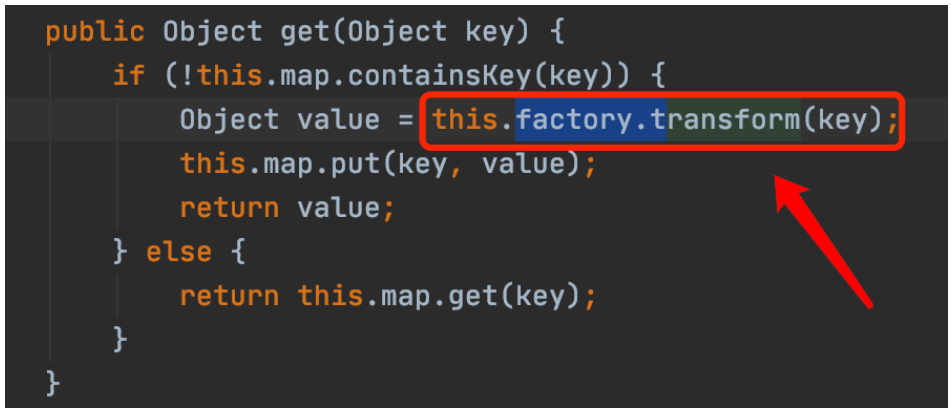 public Object get(Object key) {
if (!this.map.containsKey(key)) {
Object value = this.factory.transform(key);
this.map.put(key, value);
return value;
} else {
return this.map.get(key);
}
}